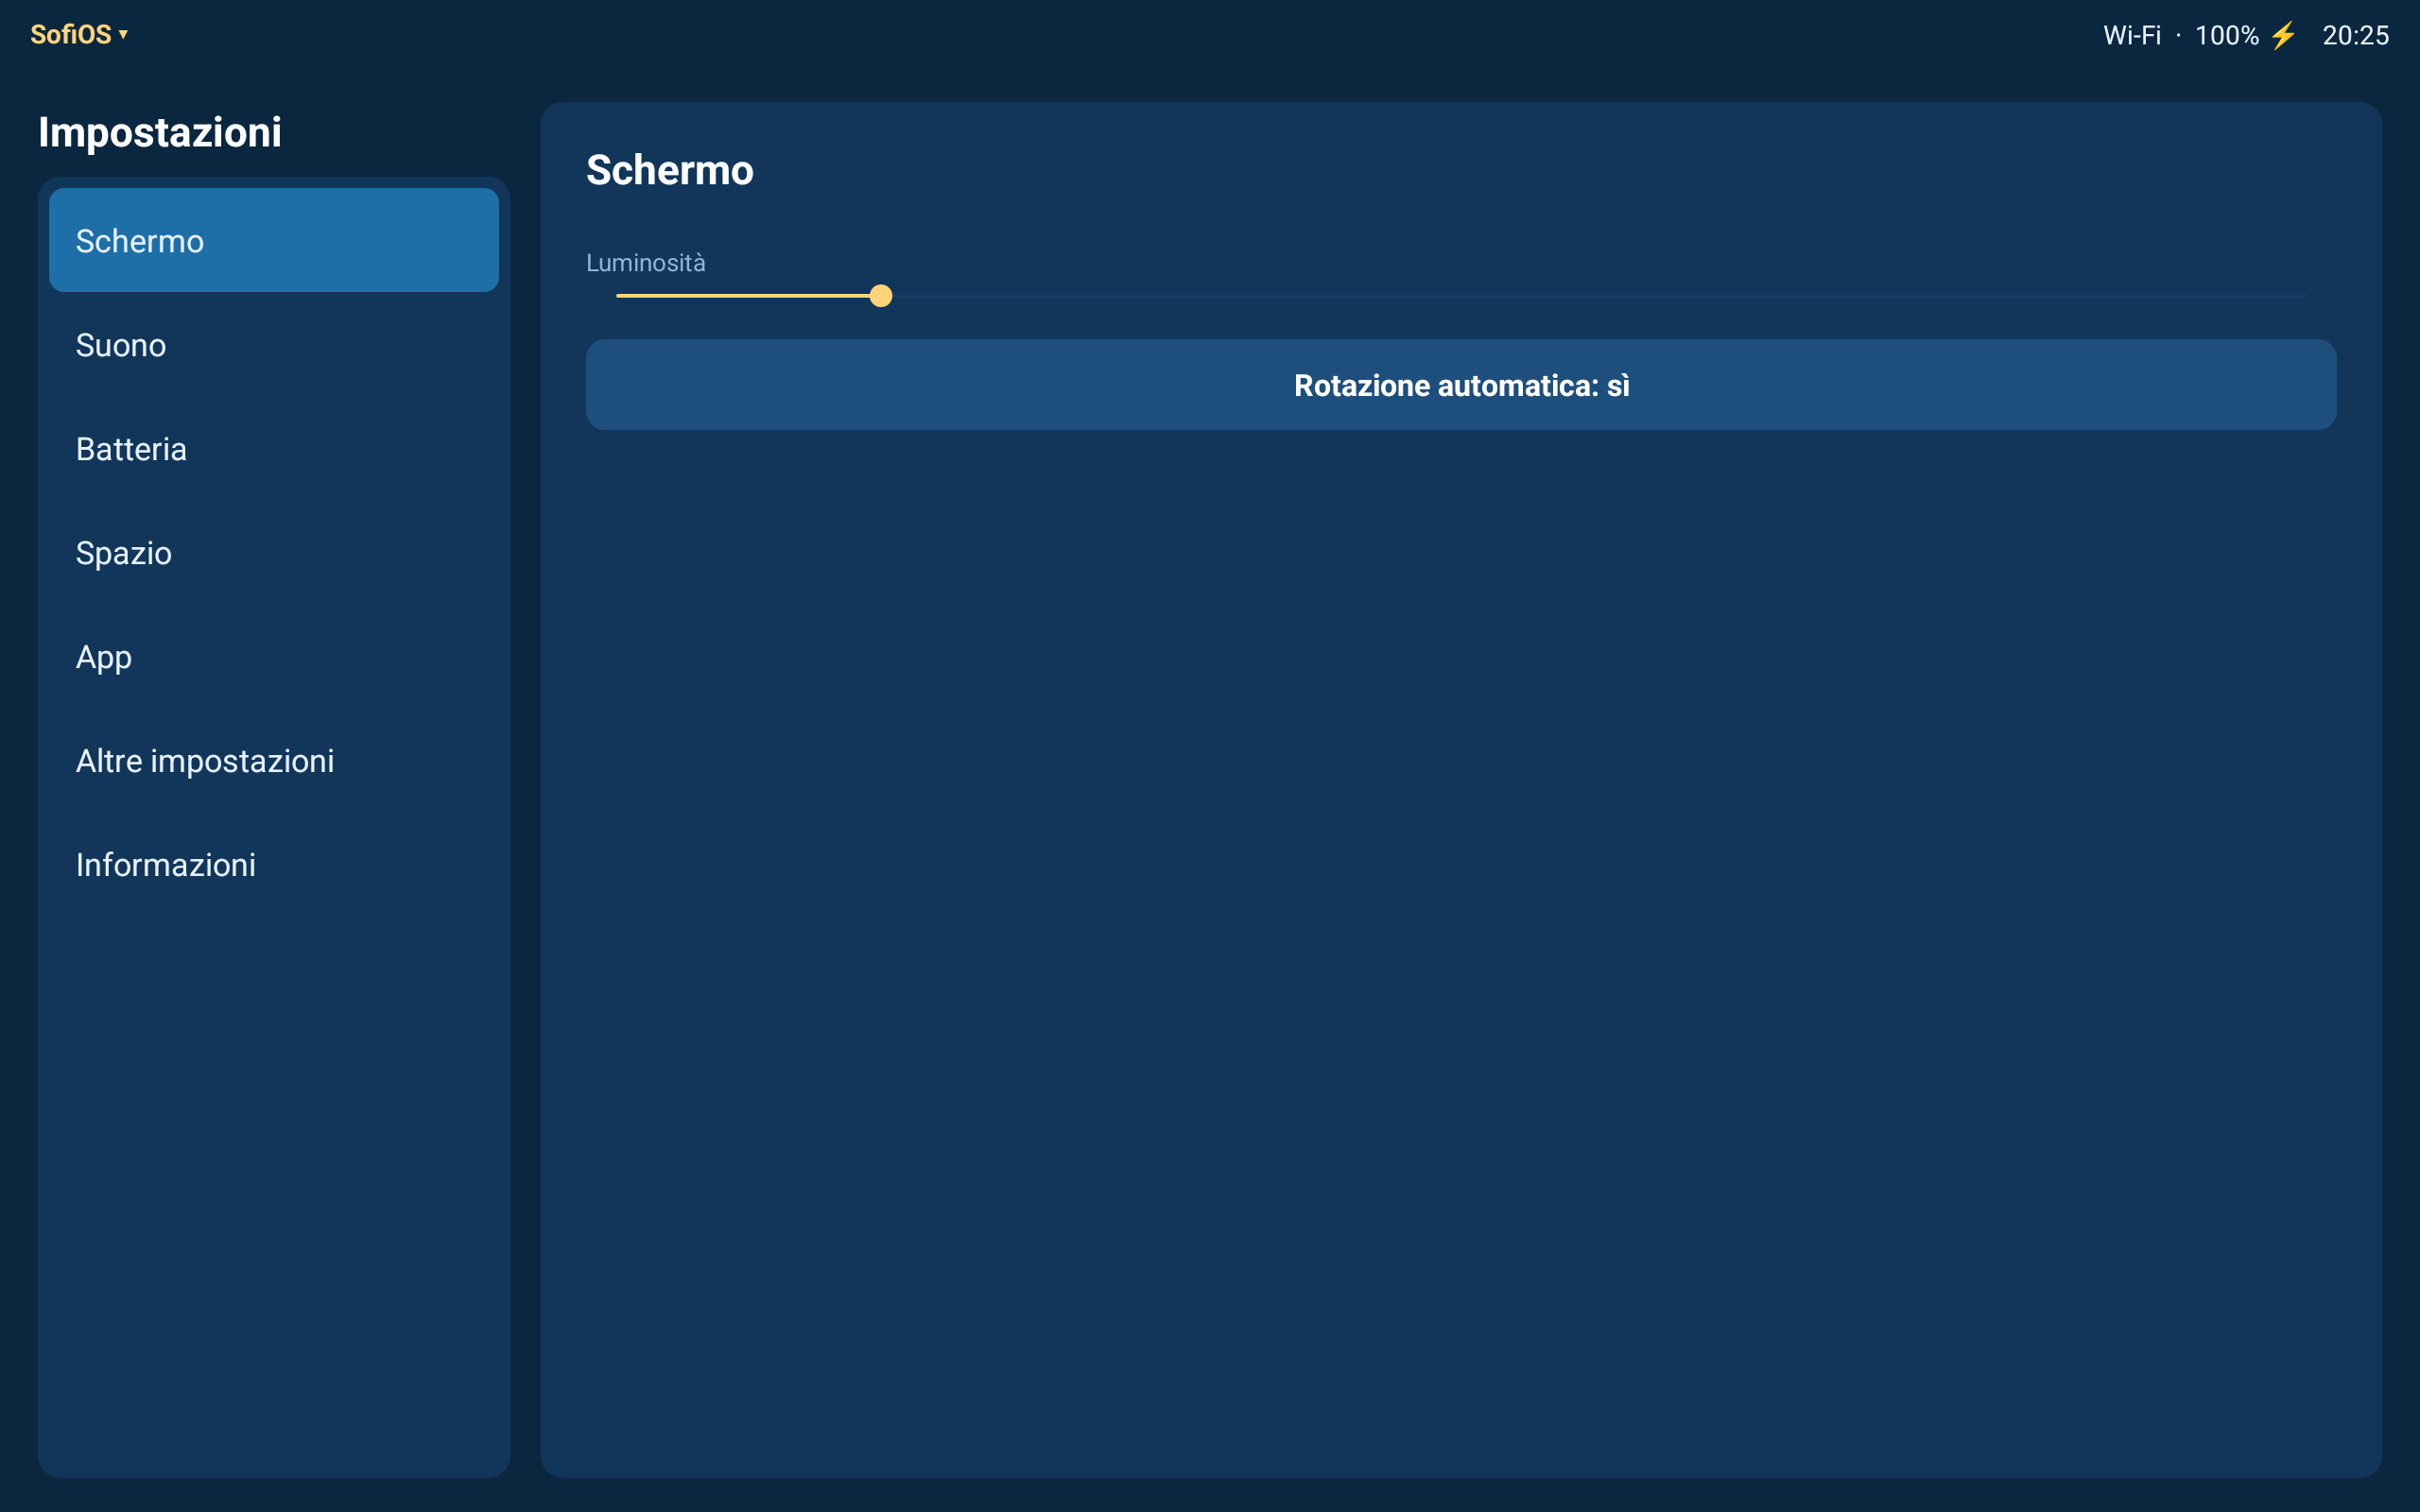 SofiOS ▾
Wi-Fi · 100% ⚡ 20:25
Impostazioni
Schermo
Suono
Batteria
Spazio
App
Altre impostazioni
Informazioni
Schermo
Luminosità
Rotazione automatica: sì